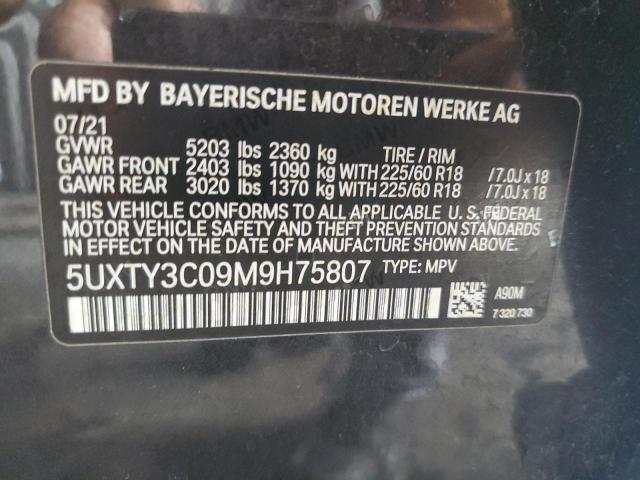 MFD BY BAYERISCHE MOTOREN WERKE AG
07/21
GVWR 5203 lbs 2360 kg TIRE / RIM
GAWR FRONT 2403 lbs 1090 kg WITH 225/60 R18 /7.0J x 18
GAWR REAR 3020 lbs 1370 kg WITH 225/60 R18 /7.0J x 18
THIS VEHICLE CONFORMS TO ALL APPLICABLE U.S. FEDERAL
MOTOR VEHICLE SAFETY AND THEFT PREVENTION STANDARDS
IN EFFECT ON THE DATE OF MANUFACTURE SHOWN ABOVE.
5UXTY3C09M9H75807 TYPE: MPV
A90M
7 320 730